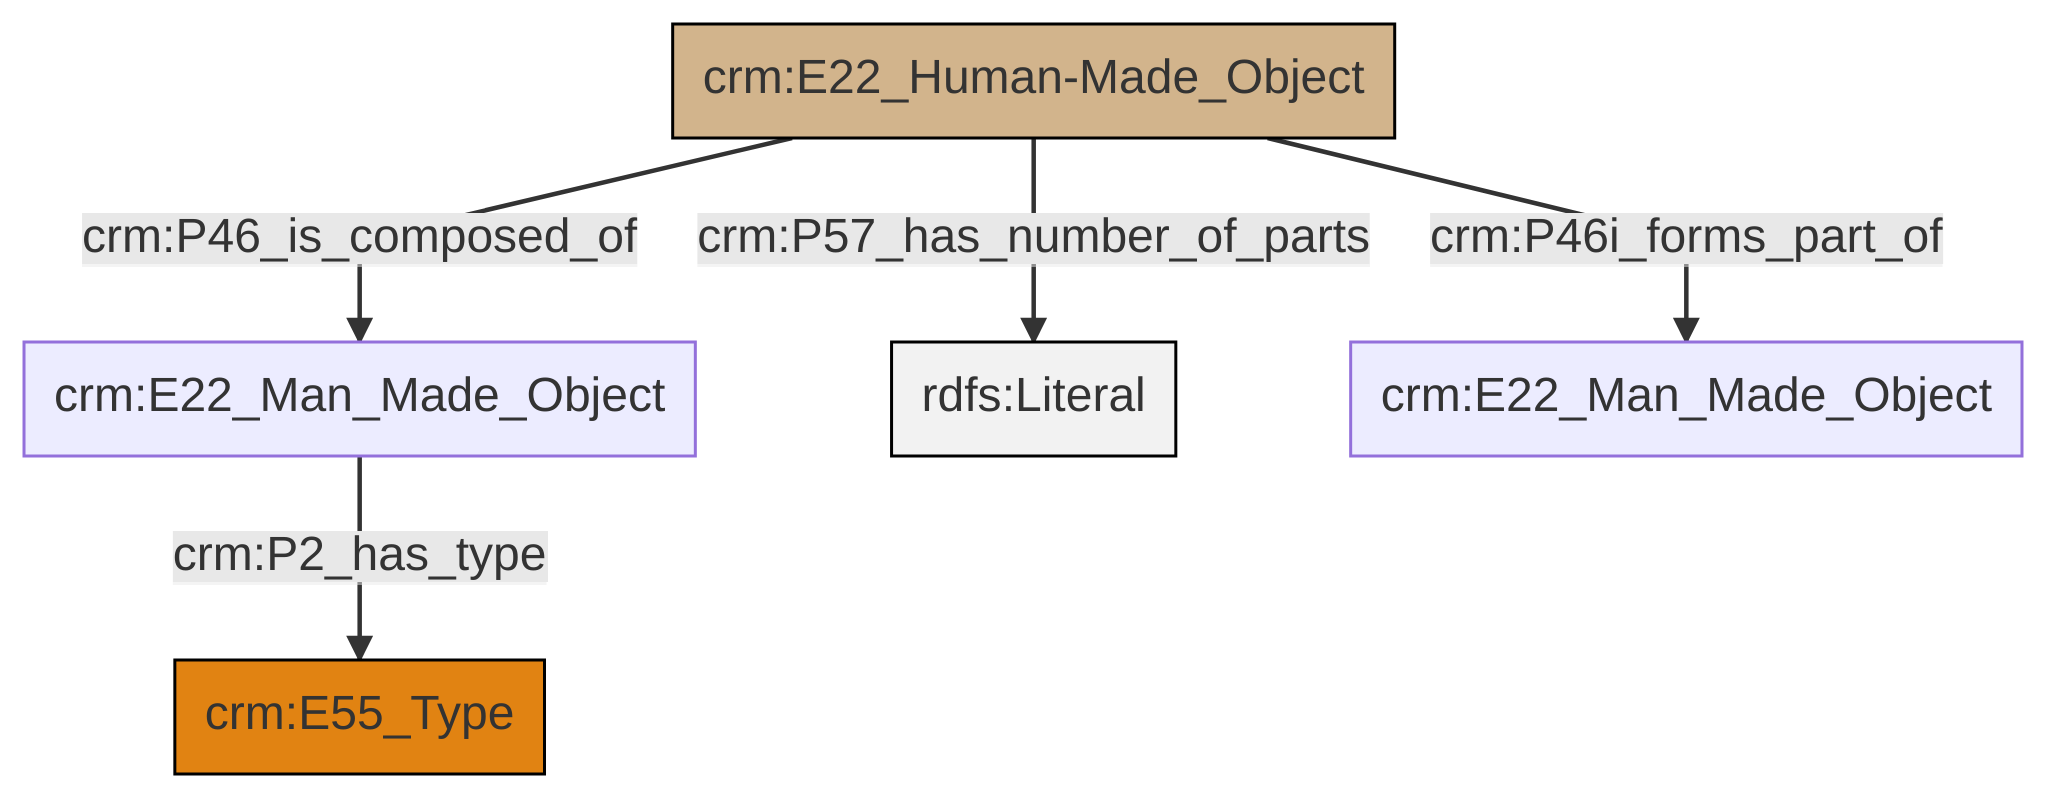 crm:E22_Human-Made_Object
crm:P46_is_composed_of
crm:P57_has_number_of_parts
crm:P46i_forms_part_of
crm:E22_Man_Made_Object
rdfs:Literal
crm:E22_Man_Made_Object
crm:P2_has_type
crm:E55_Type